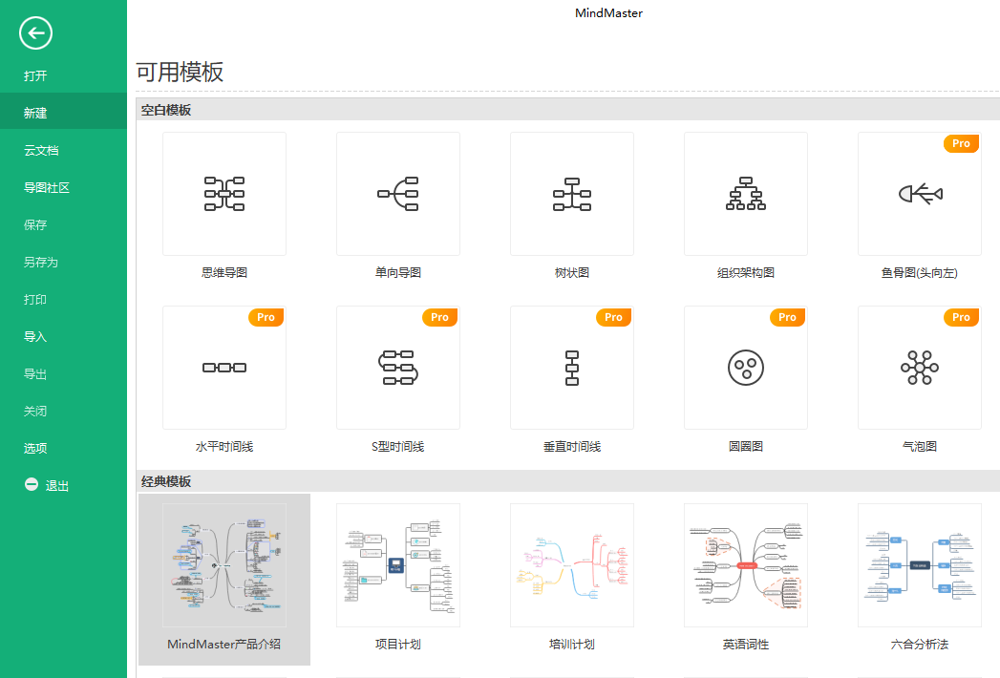 MindMaster
打开
新建
云文档
导图社区
保存
另存为
打印
导入
导出
关闭
选项
退出
可用模板
空白模板
Pro
思维导图
单向导图
树状图
组织架构图
鱼骨图(头向左)
Pro
Pro
Pro
Pro
Pro
水平时间线
S型时间线
垂直时间线
圆圈图
气泡图
经典模板
MindMaster产品介绍
项目计划
培训计划
英语词性
六合分析法